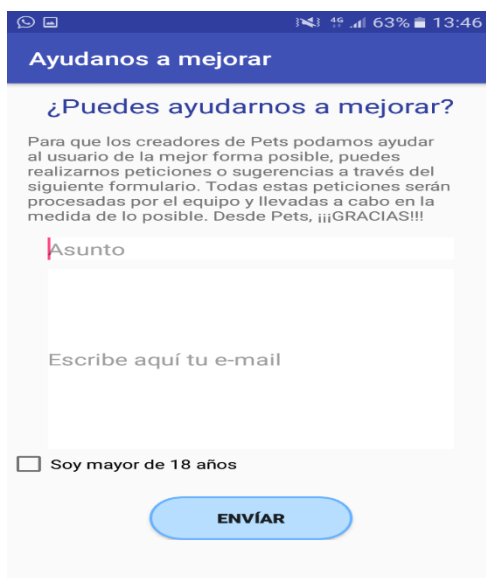 4G 63% 13:46
Ayudanos a mejorar
¿Puedes ayudarnos a mejorar?
Para que los creadores de Pets podamos ayudar
al usuario de la mejor forma posible, puedes
realizarnos peticiones o sugerencias a través del
siguiente formulario. Todas estas peticiones serán
procesadas por el equipo y llevadas a cabo en la
medida de lo posible. Desde Pets, ¡¡¡GRACIAS!!!
Asunto
Escribe aquí tu e-mail
Soy mayor de 18 años
ENVÍAR